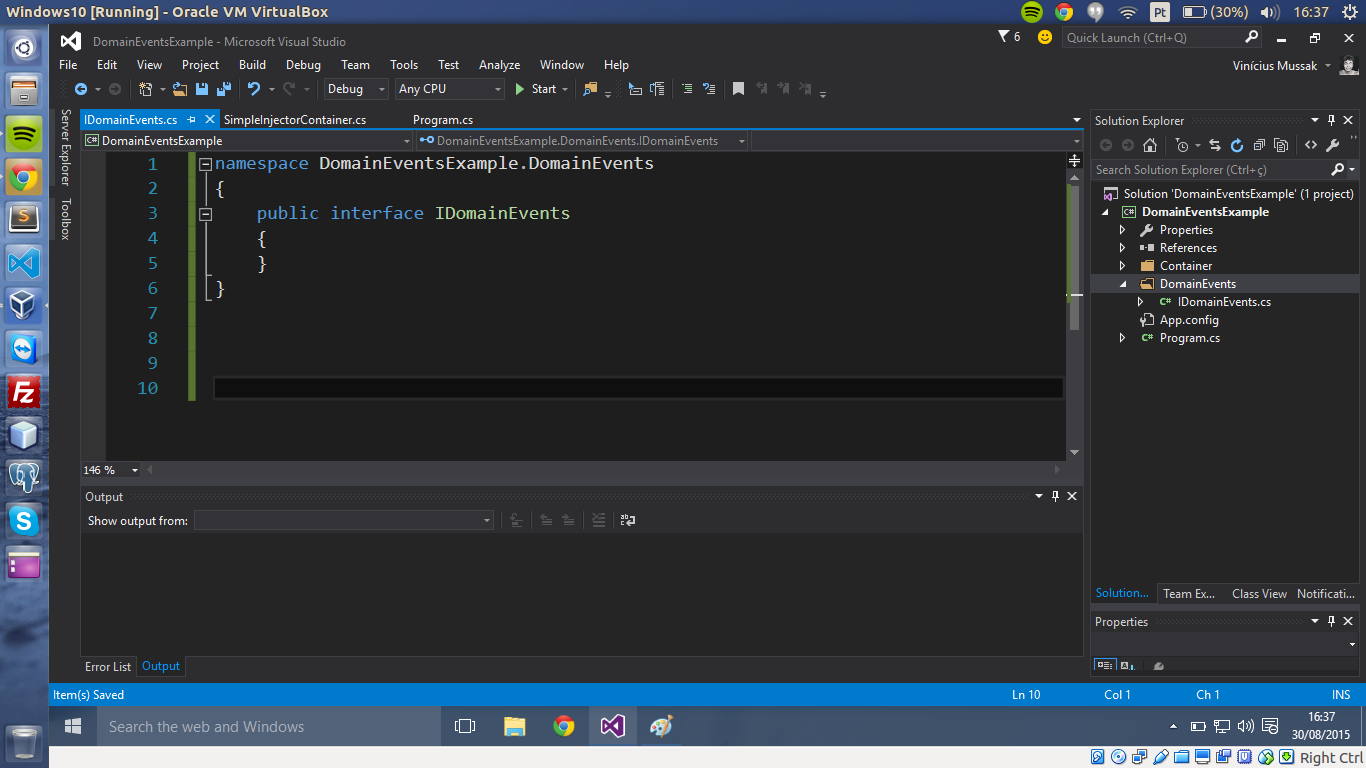 Windows10 [Running] - Oracle VM VirtualBox
Pt (30%) 16:37
DomainEventsExample - Microsoft Visual Studio
6 Quick Launch (Ctrl+Q)
File Edit View Project Build Debug Team Tools Test Analyze Window Help
Vinícius Mussak
Debug Any CPU Start
Server Explorer
Toolbox
IDomainEvents.cs SimpleInjectorContainer.cs Program.cs
C# DomainEventsExample DomainEventsExample.DomainEvents.IDomainEvents
1 namespace DomainEventsExample.DomainEvents
2 {
3 public interface IDomainEvents
4 {
5 }
6 }
7
8
9
10
146 %
Output
Show output from:
Error List Output
Solution Explorer
Search Solution Explorer (Ctrl+ç)
Solution 'DomainEventsExample' (1 project)
C# DomainEventsExample
Properties
References
Container
DomainEvents
C# IDomainEvents.cs
App.config
C# Program.cs
Solution... Team Ex... Class View Notificati...
Properties
Item(s) Saved Ln 10 Col 1 Ch 1 INS
Search the web and Windows
16:37
30/08/2015
Right Ctrl